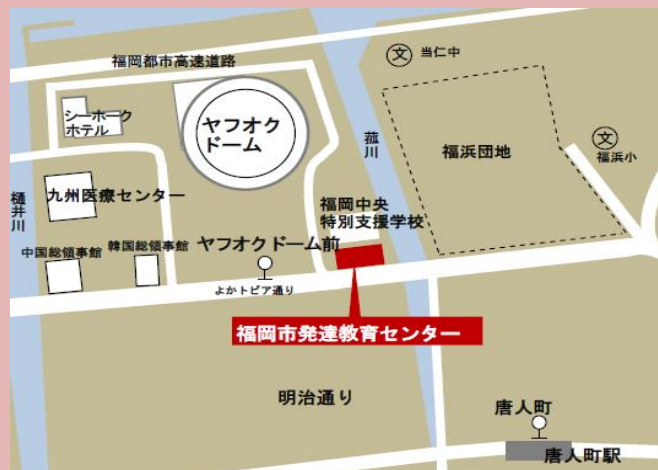 福岡都市高速道路
文
当仁中
シーホーク
ホテル
ヤフオク
ドーム
菰川
福浜団地
文
福浜小
樋井川
九州医療センター
福岡中央
特別支援学校
中国総領事館
韓国総領事館
ヤフオクドーム前
よかトピア通り
福岡市発達教育センター
明治通り
唐人町
唐人町駅